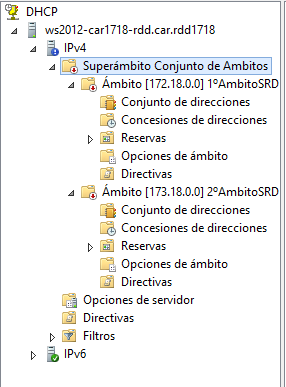 DHCP
ws2012-car1718-rdd.car.rdd1718
IPv4
Superámbito Conjunto de Ambitos
Ámbito [172.18.0.0] 1ºAmbitoSRD
Conjunto de direcciones
Concesiones de direcciones
Reservas
Opciones de ámbito
Directivas
Ámbito [173.18.0.0] 2ºAmbitoSRD
Conjunto de direcciones
Concesiones de direcciones
Reservas
Opciones de ámbito
Directivas
Opciones de servidor
Directivas
Filtros
IPv6